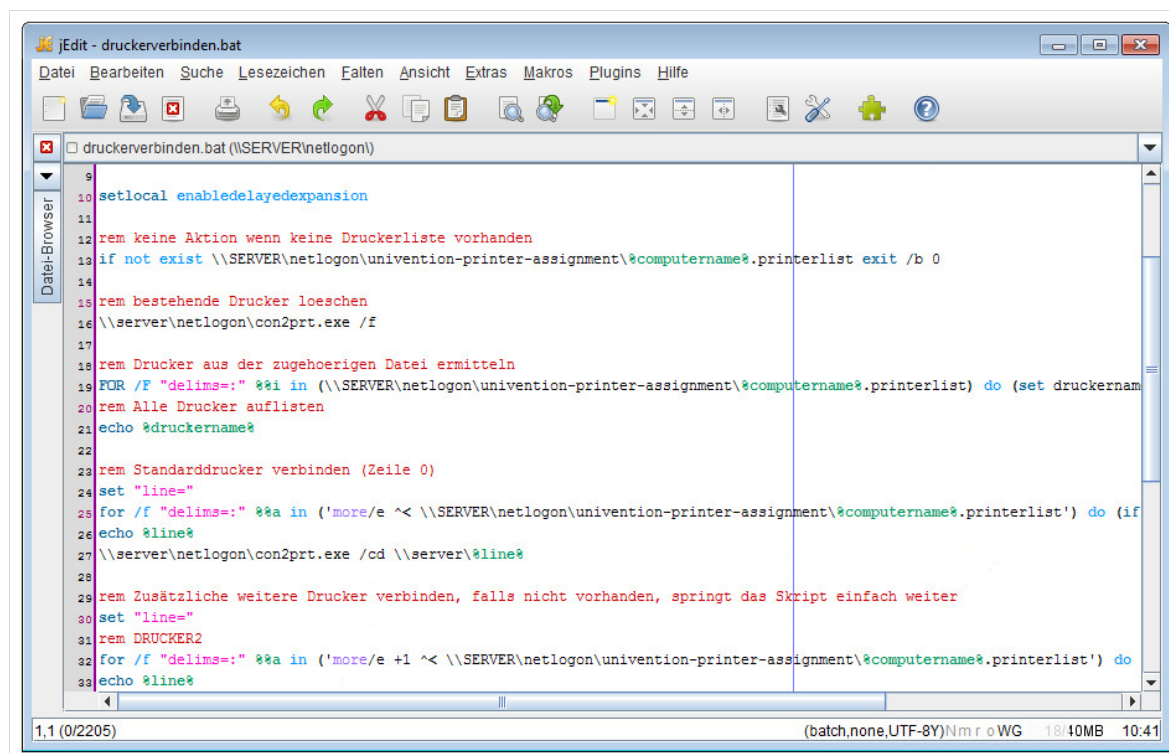 jEdit - druckerverbinden.bat
Datei Bearbeiten Suche Lesezeichen Falten Ansicht Extras Makros Plugins Hilfe
druckerverbinden.bat (\\SERVER\netlogon\)
Datei-Browser
9
10 setlocal enabledelayedexpansion
11
12 rem keine Aktion wenn keine Druckerliste vorhanden
13 if not exist \\SERVER\netlogon\univention-printer-assignment\%computername%.printerlist exit /b 0
14
15 rem bestehende Drucker loeschen
16 \\server\netlogon\con2prt.exe /f
17
18 rem Drucker aus der zugehoerigen Datei ermitteln
19 FOR /F "delims=:" %%i in (\\SERVER\netlogon\univention-printer-assignment\%computername%.printerlist) do (set druckernam
20 rem Alle Drucker auflisten
21 echo %druckername%
22
23 rem Standarddrucker verbinden (Zeile 0)
24 set "line="
25 for /f "delims=:" %%a in ('more/e ^< \\SERVER\netlogon\univention-printer-assignment\%computername%.printerlist') do (if
26 echo %line%
27 \\server\netlogon\con2prt.exe /cd \\server\%line%
28
29 rem Zusätzliche weitere Drucker verbinden, falls nicht vorhanden, springt das Skript einfach weiter
30 set "line="
31 rem DRUCKER2
32 for /f "delims=:" %%a in ('more/e +1 ^< \\SERVER\netlogon\univention-printer-assignment\%computername%.printerlist') do
33 echo %line%
1,1 (0/2205) (batch,none,UTF-8Y)N m r o WG 18/40MB 10:41